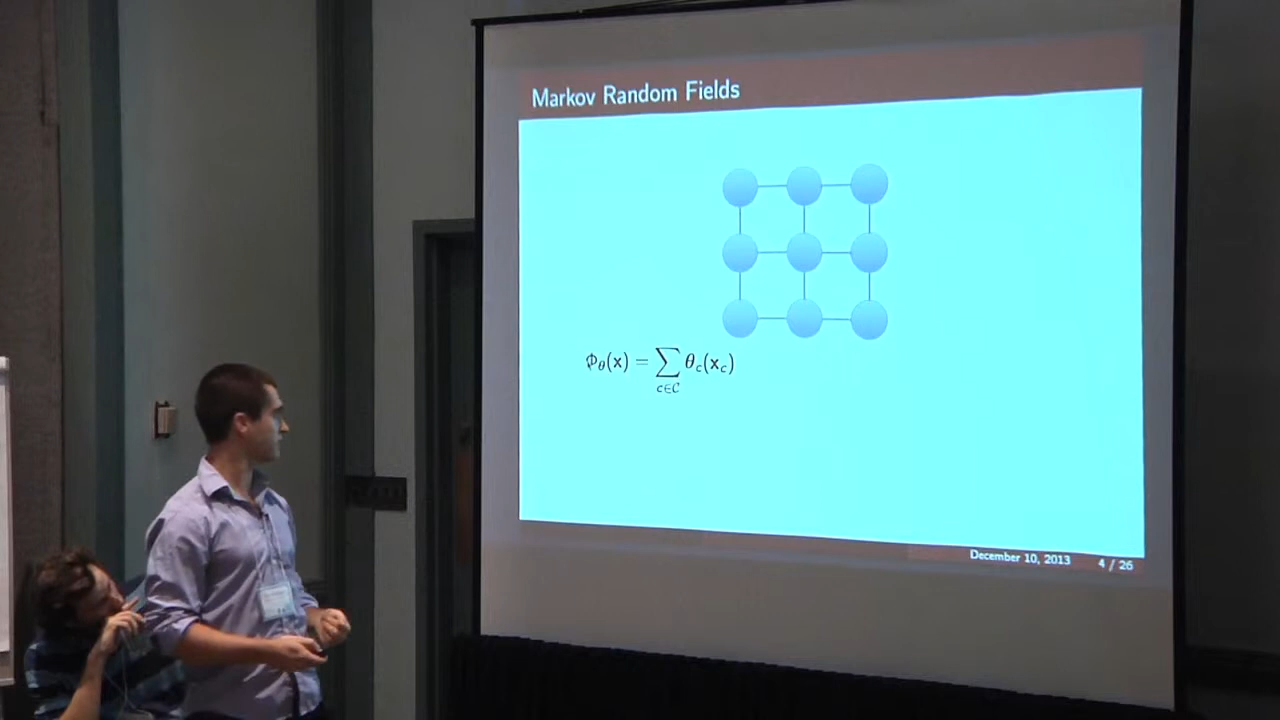 Markov Random Fields
Φ_θ(x) = ∑_{c∈𝒞} θ_c(x_c)
December 10, 2013 4 / 26